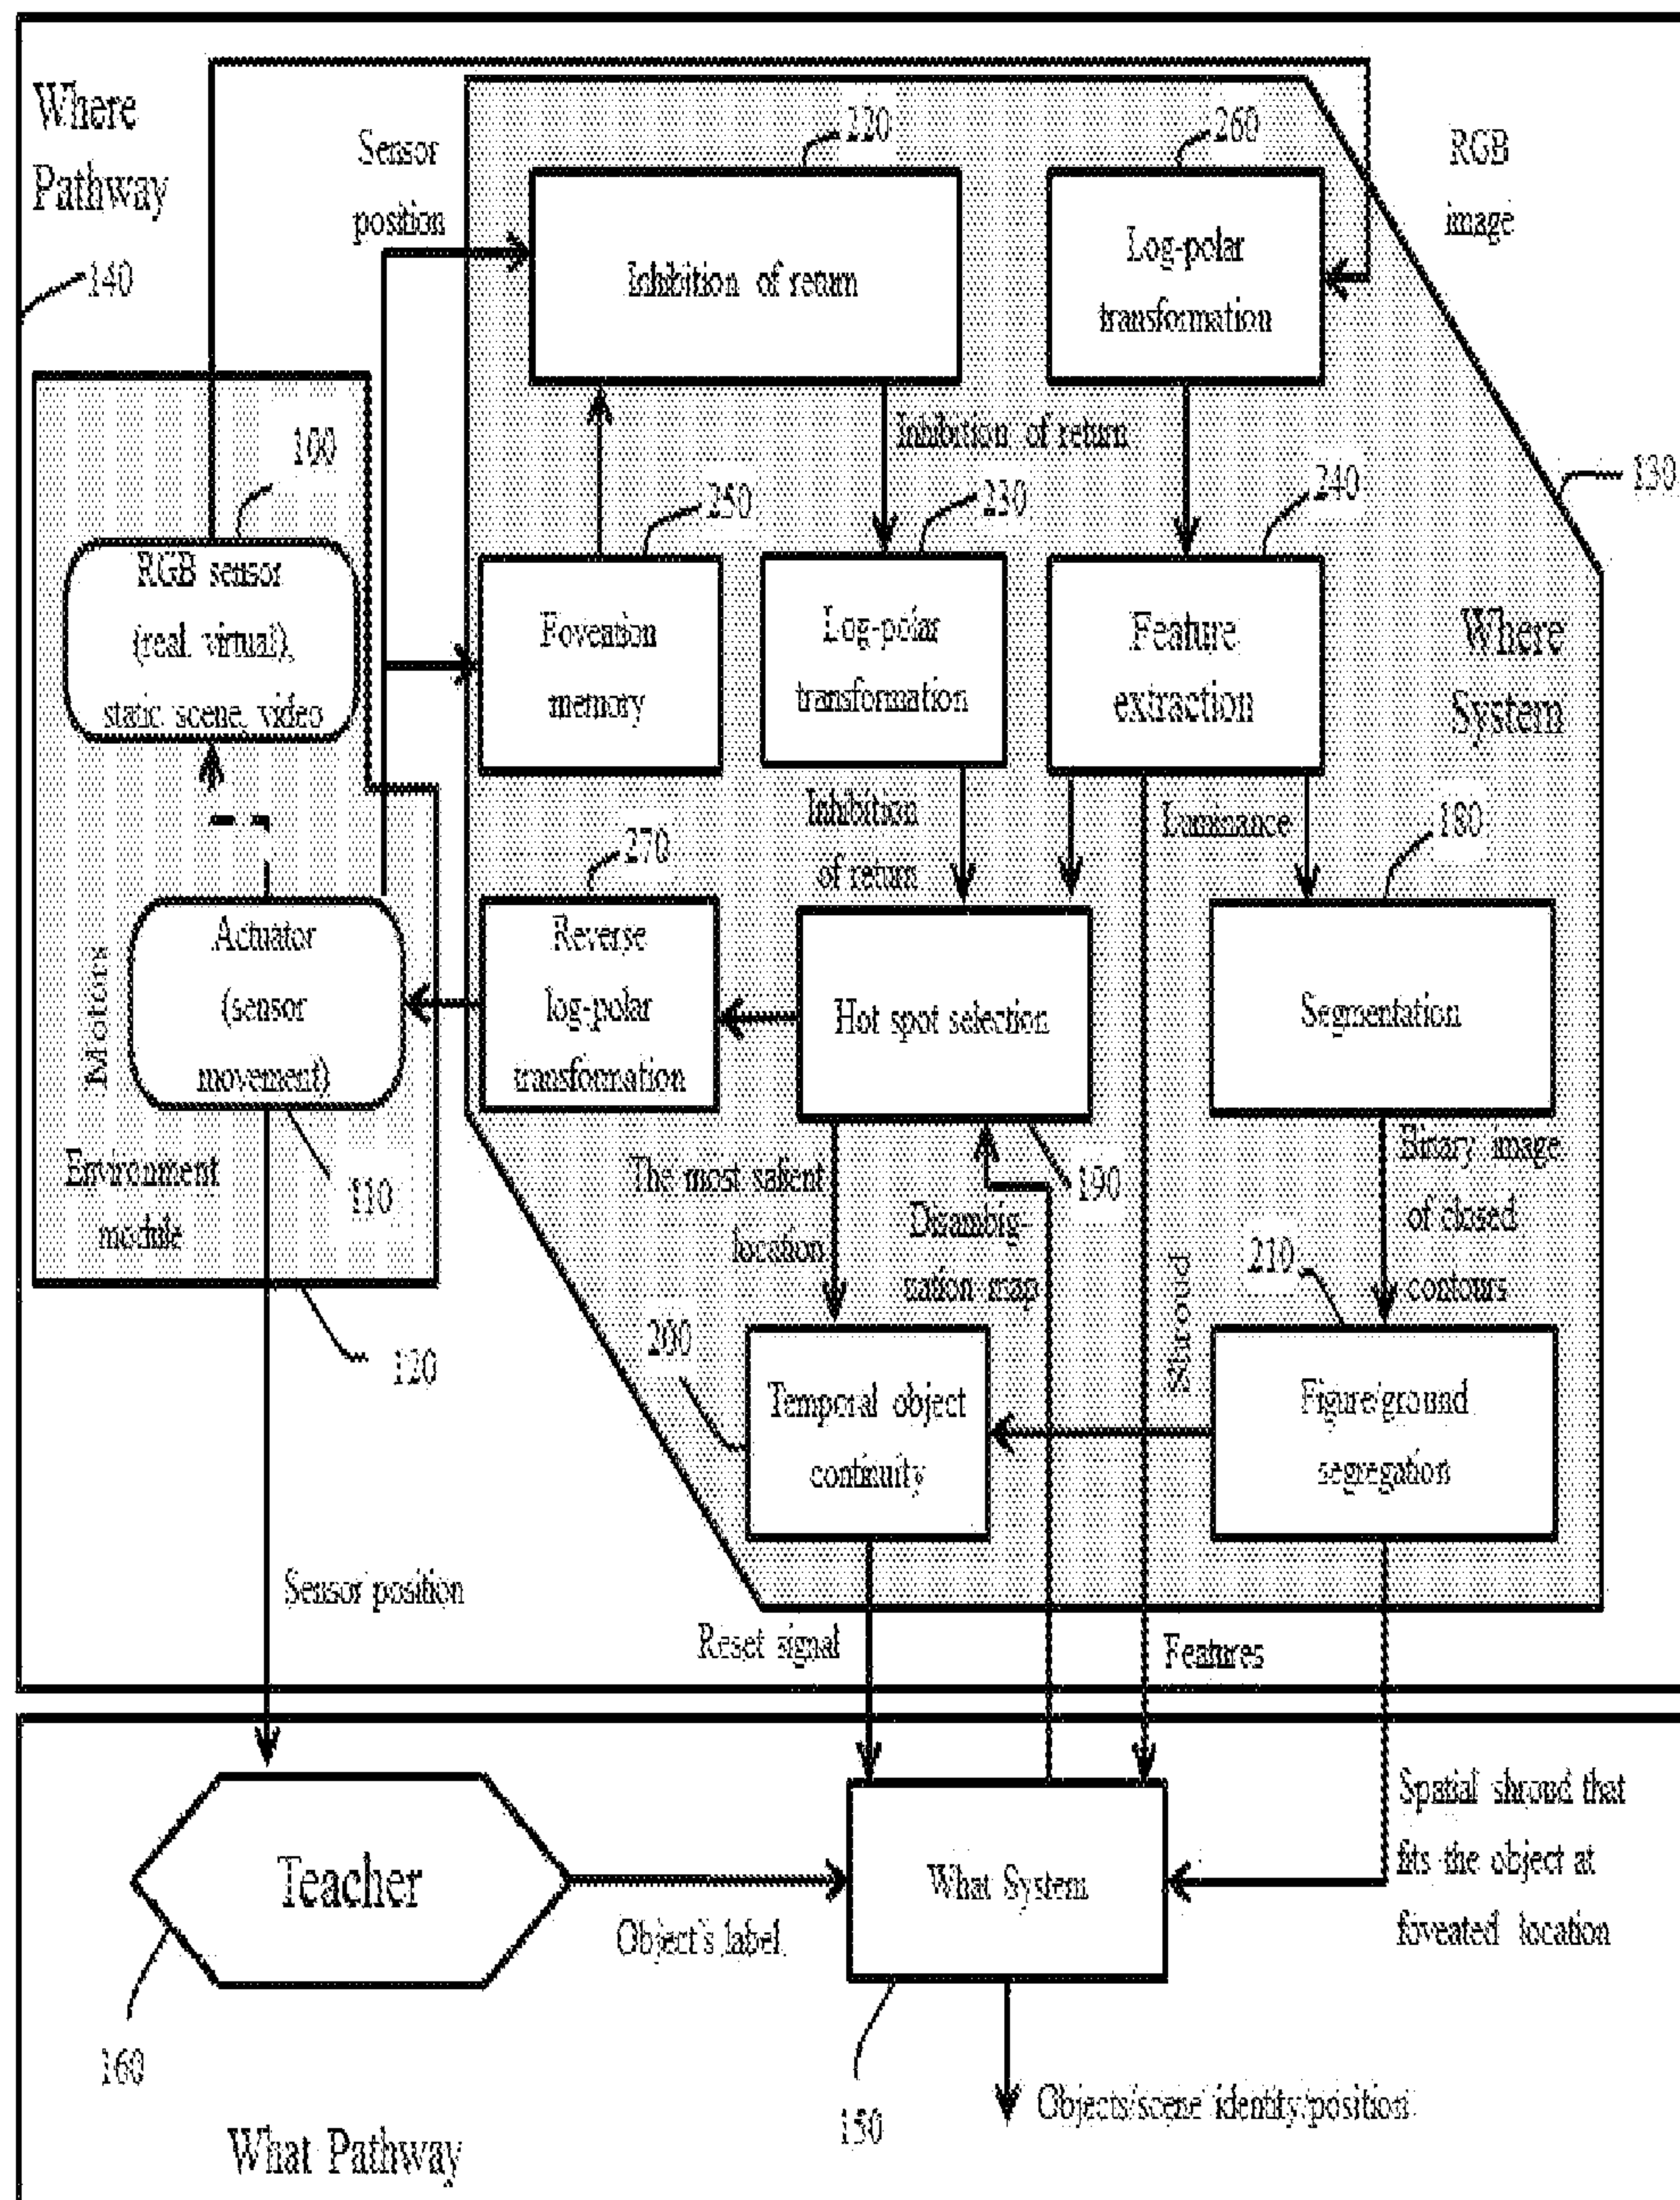 Where
Pathway
140
Sensor
position
220
260
RGB
image
Inhibition of return
Log-polar
transformation
100
Inhibition of return
130
250
230
240
RGB sensor
(real. virtual),
static scene, video
Fovention
memory
Log-polar
transformation
Feature
extraction
Where
System
Inhibition
of return
Luminance
180
270
Motors
Actuator
(sensor
movement)
Reverse
log-polar
transformation
Hot spot selection
Segmentation
Environment
module
110
The most salient
location
190
Disambig-
uation map
Binary image
of closed
contours
Shroud
210
120
200
Temporal object
continuity
Figure/ground
segregation
Sensor position
Reset signal
Features
Teacher
What System
Spatial shroud that
fits the object at
foveated location
Object's label
160
150
Objects/scene identity/position
What Pathway